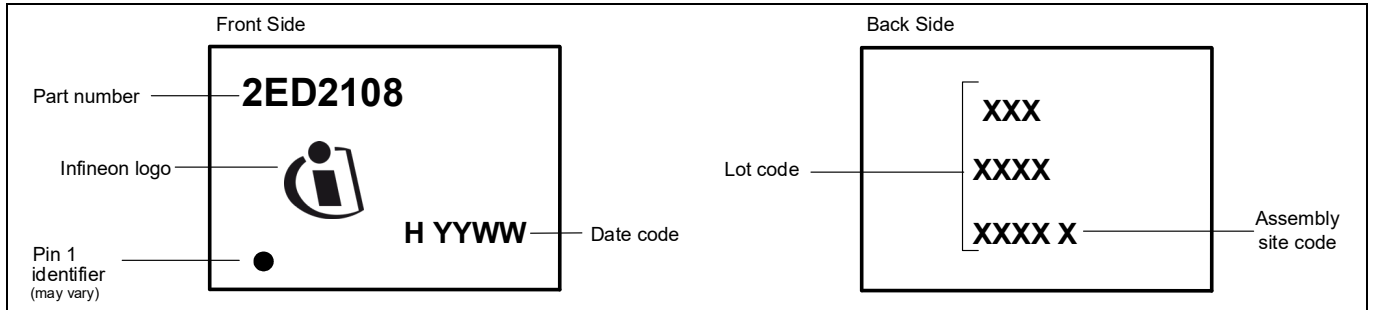 Front Side
Part number
2ED2108
Infineon logo
H YYWW
Date code
Pin 1
identifier
(may vary)
Back Side
XXX
Lot code
XXXX
XXXX X
Assembly
site code